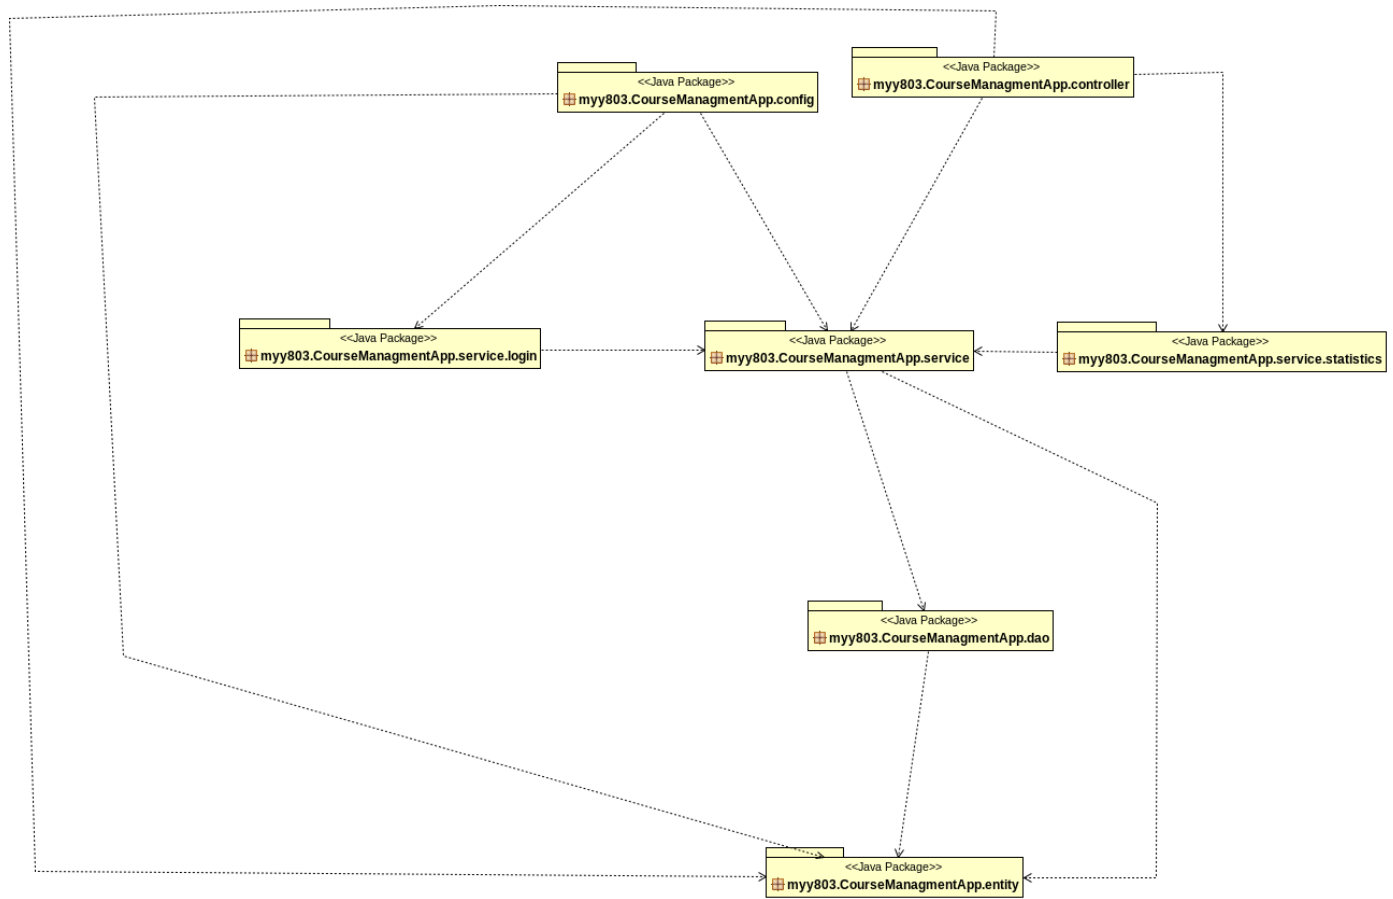 <<Java Package>>
myy803.CourseManagmentApp.controller
<<Java Package>>
myy803.CourseManagmentApp.config
<<Java Package>>
myy803.CourseManagmentApp.service.login
<<Java Package>>
myy803.CourseManagmentApp.service
<<Java Package>>
myy803.CourseManagmentApp.service.statistics
<<Java Package>>
myy803.CourseManagmentApp.dao
<<Java Package>>
myy803.CourseManagmentApp.entity